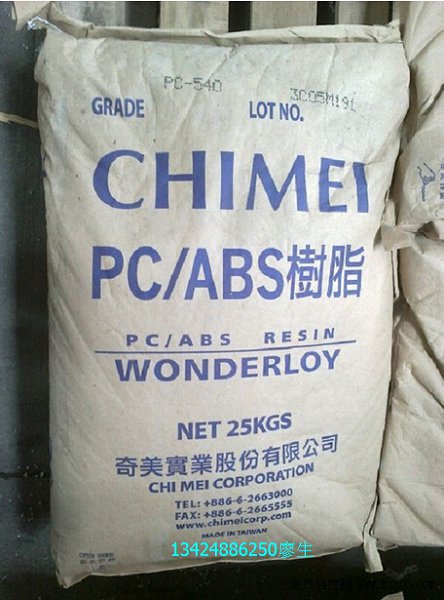 PC-540 3C05M191
GRADE LOT NO.
CHIMEI
PC/ABS樹脂
PC/ABS RESIN
WONDERLOY
NET 25KGS
奇美實業股份有限公司
CHI MEI CORPORATION
TEL: +886-6-2663000
FAX: +886-6-2665555
www.chimeicorp.com
MADE IN TAIWAN
13424886250廖生